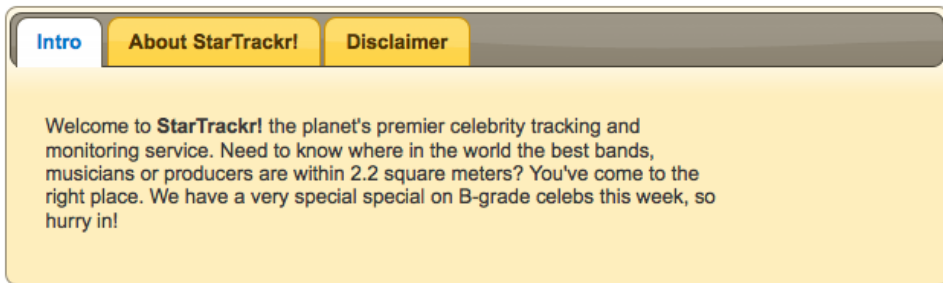 Intro About StarTrackr! Disclaimer
Welcome to StarTrackr! the planet's premier celebrity tracking and
monitoring service. Need to know where in the world the best bands,
musicians or producers are within 2.2 square meters? You've come to the
right place. We have a very special special on B-grade celebs this week, so
hurry in!